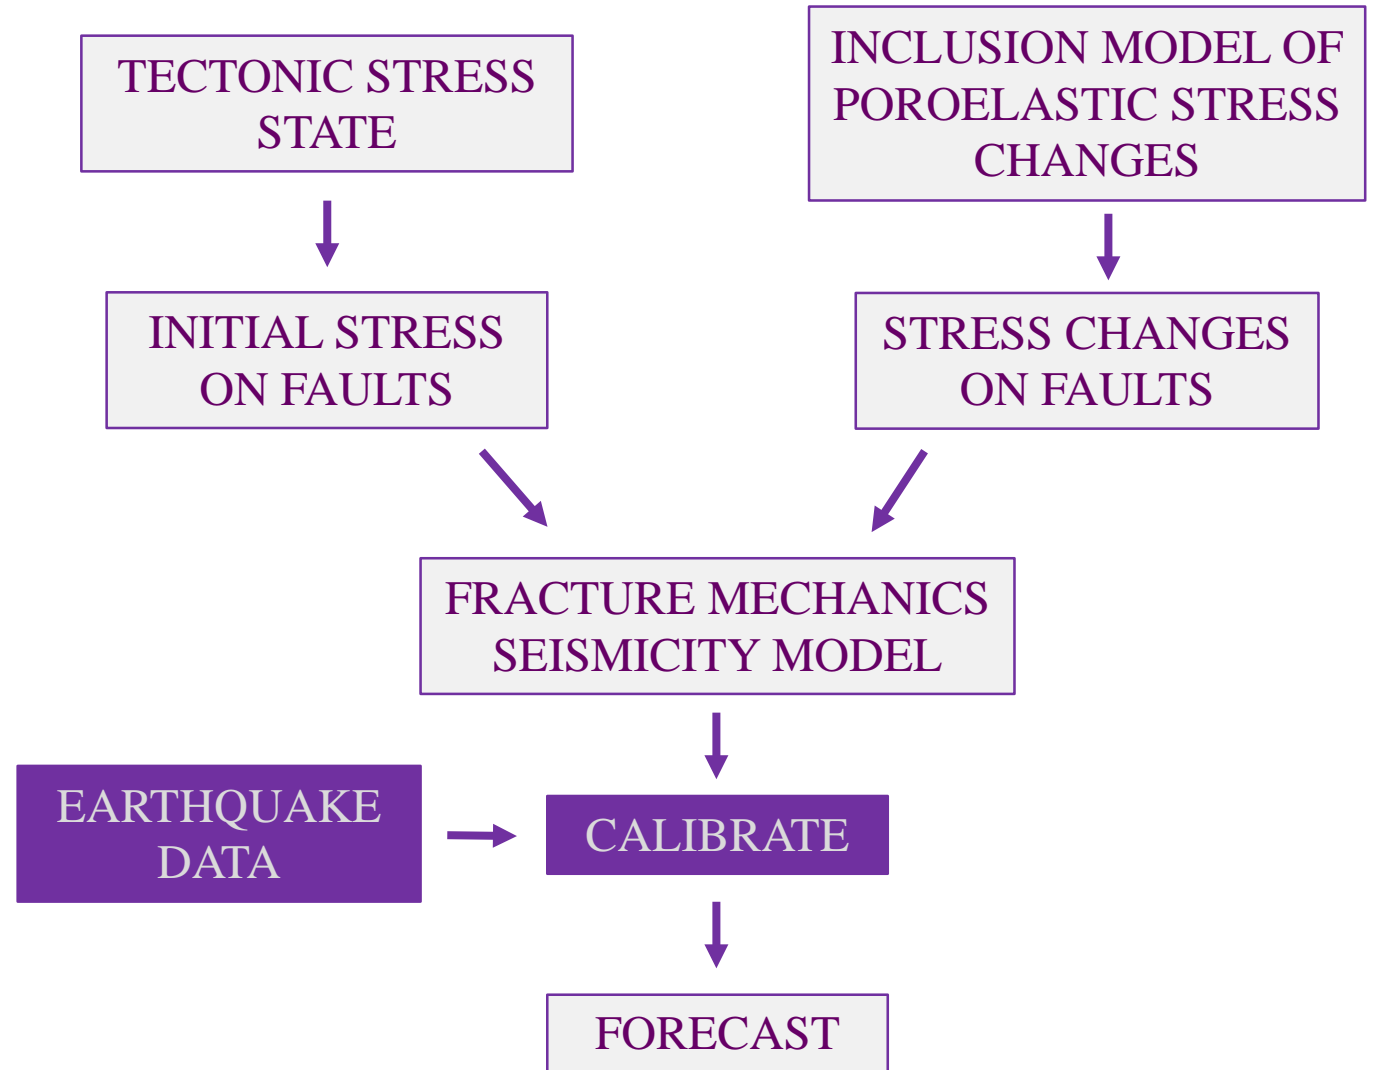 TECTONIC STRESS
STATE
INCLUSION MODEL OF
POROELASTIC STRESS
CHANGES
INITIAL STRESS
ON FAULTS
STRESS CHANGES
ON FAULTS
FRACTURE MECHANICS
SEISMICITY MODEL
EARTHQUAKE
DATA
CALIBRATE
FORECAST